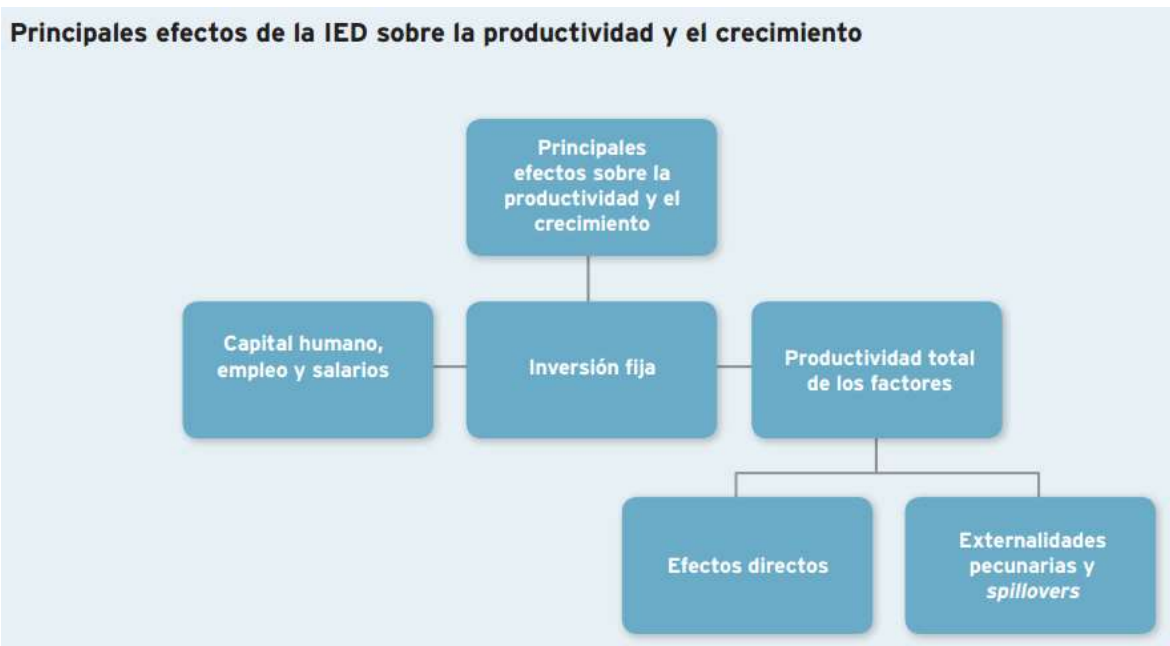 Principales efectos de la IED sobre la productividad y el crecimiento
Principales
efectos sobre la
productividad y el
crecimiento
Capital humano,
empleo y salarios
Inversión fija
Productividad total
de los factores
Efectos directos
Externalidades
pecunarias y
spillovers